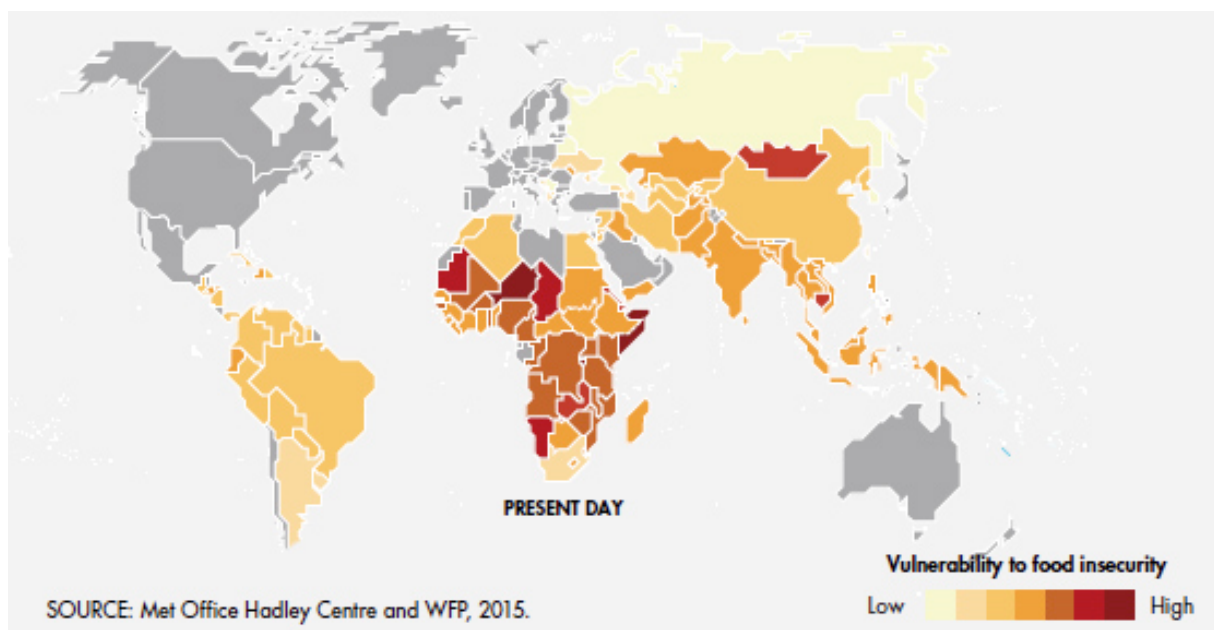 PRESENT DAY
Vulnerability to food insecurity
Low High
SOURCE: Met Office Hadley Centre and WFP, 2015.